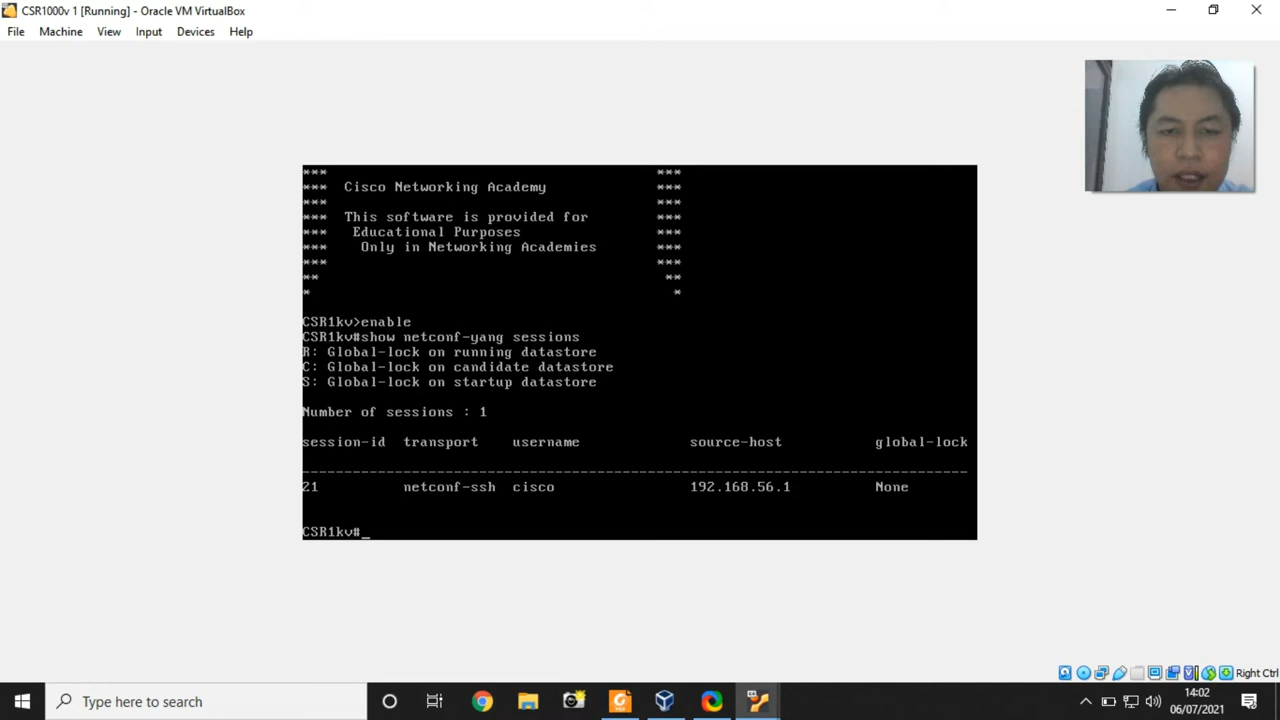 CSR1000v 1 [Running] - Oracle VM VirtualBox
File Machine View Input Devices Help
*** ***
*** Cisco Networking Academy ***
*** ***
*** This software is provided for ***
*** Educational Purposes ***
*** Only in Networking Academies ***
*** ***
** **
* *
CSR1kv>enable
CSR1kv#show netconf-yang sessions
R: Global-lock on running datastore
C: Global-lock on candidate datastore
S: Global-lock on startup datastore
Number of sessions : 1
session-id transport username source-host global-lock
--------------------------------------------------------------------------------
21 netconf-ssh cisco 192.168.56.1 None
CSR1kv#_
Right Ctrl
Type here to search
14:02
06/07/2021